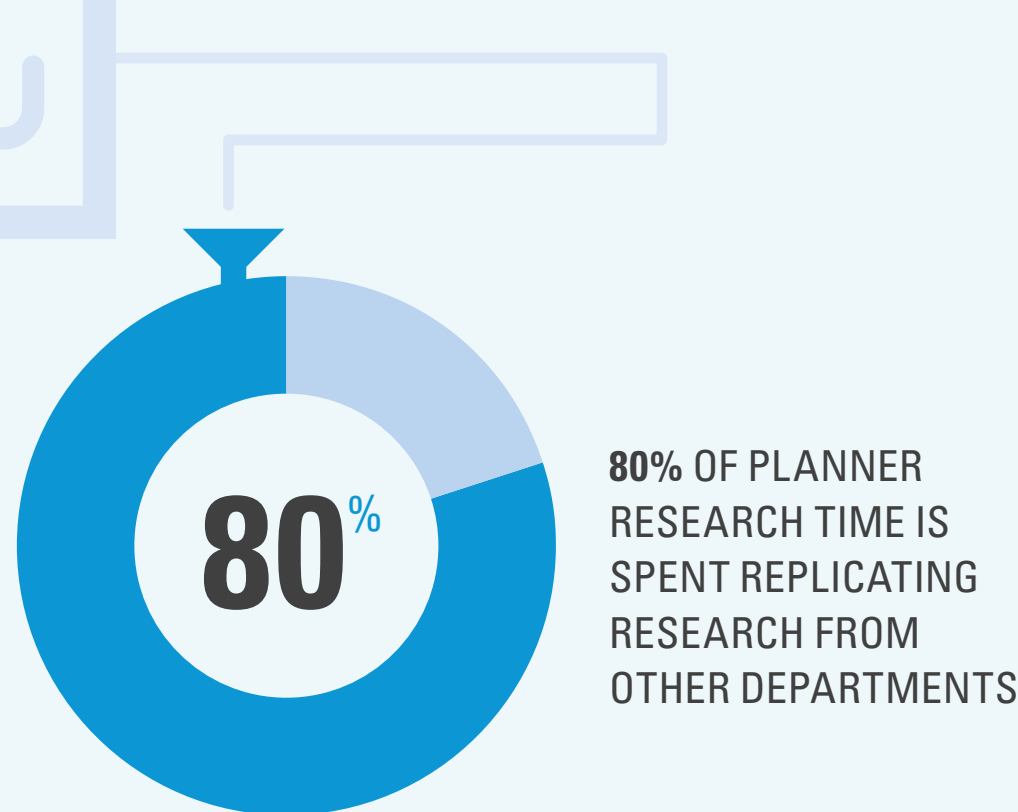 80%
80% OF PLANNER
RESEARCH TIME IS
SPENT REPLICATING
RESEARCH FROM
OTHER DEPARTMENTS